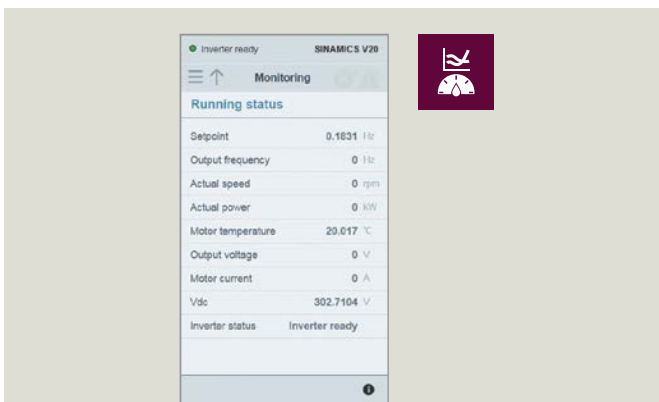 Inverter ready SINAMICS V20
Monitoring
Running status
Setpoint 0.1831 Hz
Output frequency 0 Hz
Actual speed 0 rpm
Actual power 0 kW
Motor temperature 20.017 °C
Output voltage 0 V
Motor current 0 A
Vdc 302.7104 V
Inverter status Inverter ready